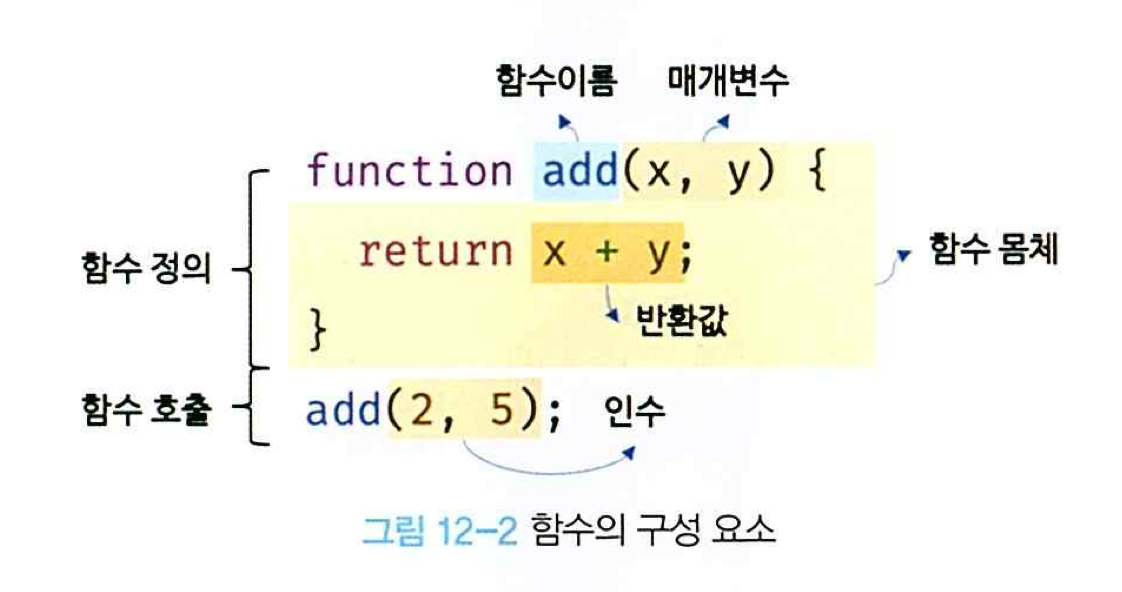 함수이름 매개변수
function add(x, y) {
함수 정의
return x + y;
함수 몸체
반환값
}
함수 호출
add(2, 5);
인수
그림 12-2 함수의 구성 요소